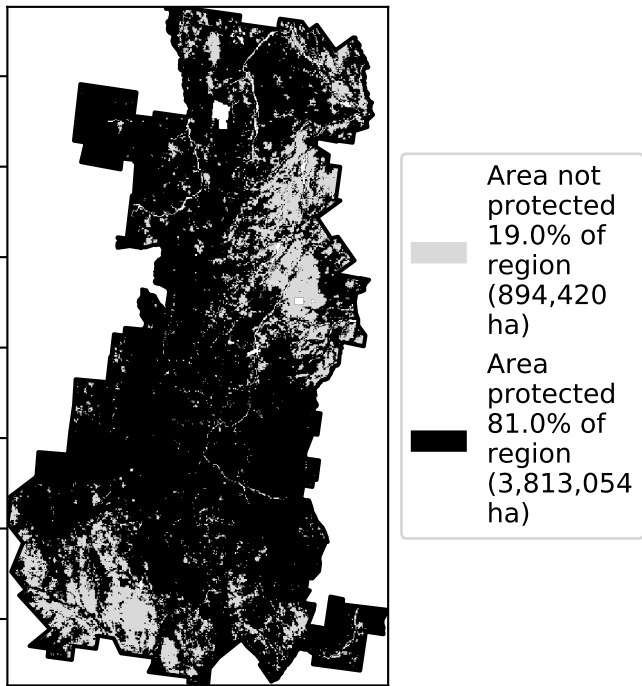 Area not
protected
19.0% of
region
(894,420
ha)
Area
protected
81.0% of
region
(3,813,054
ha)